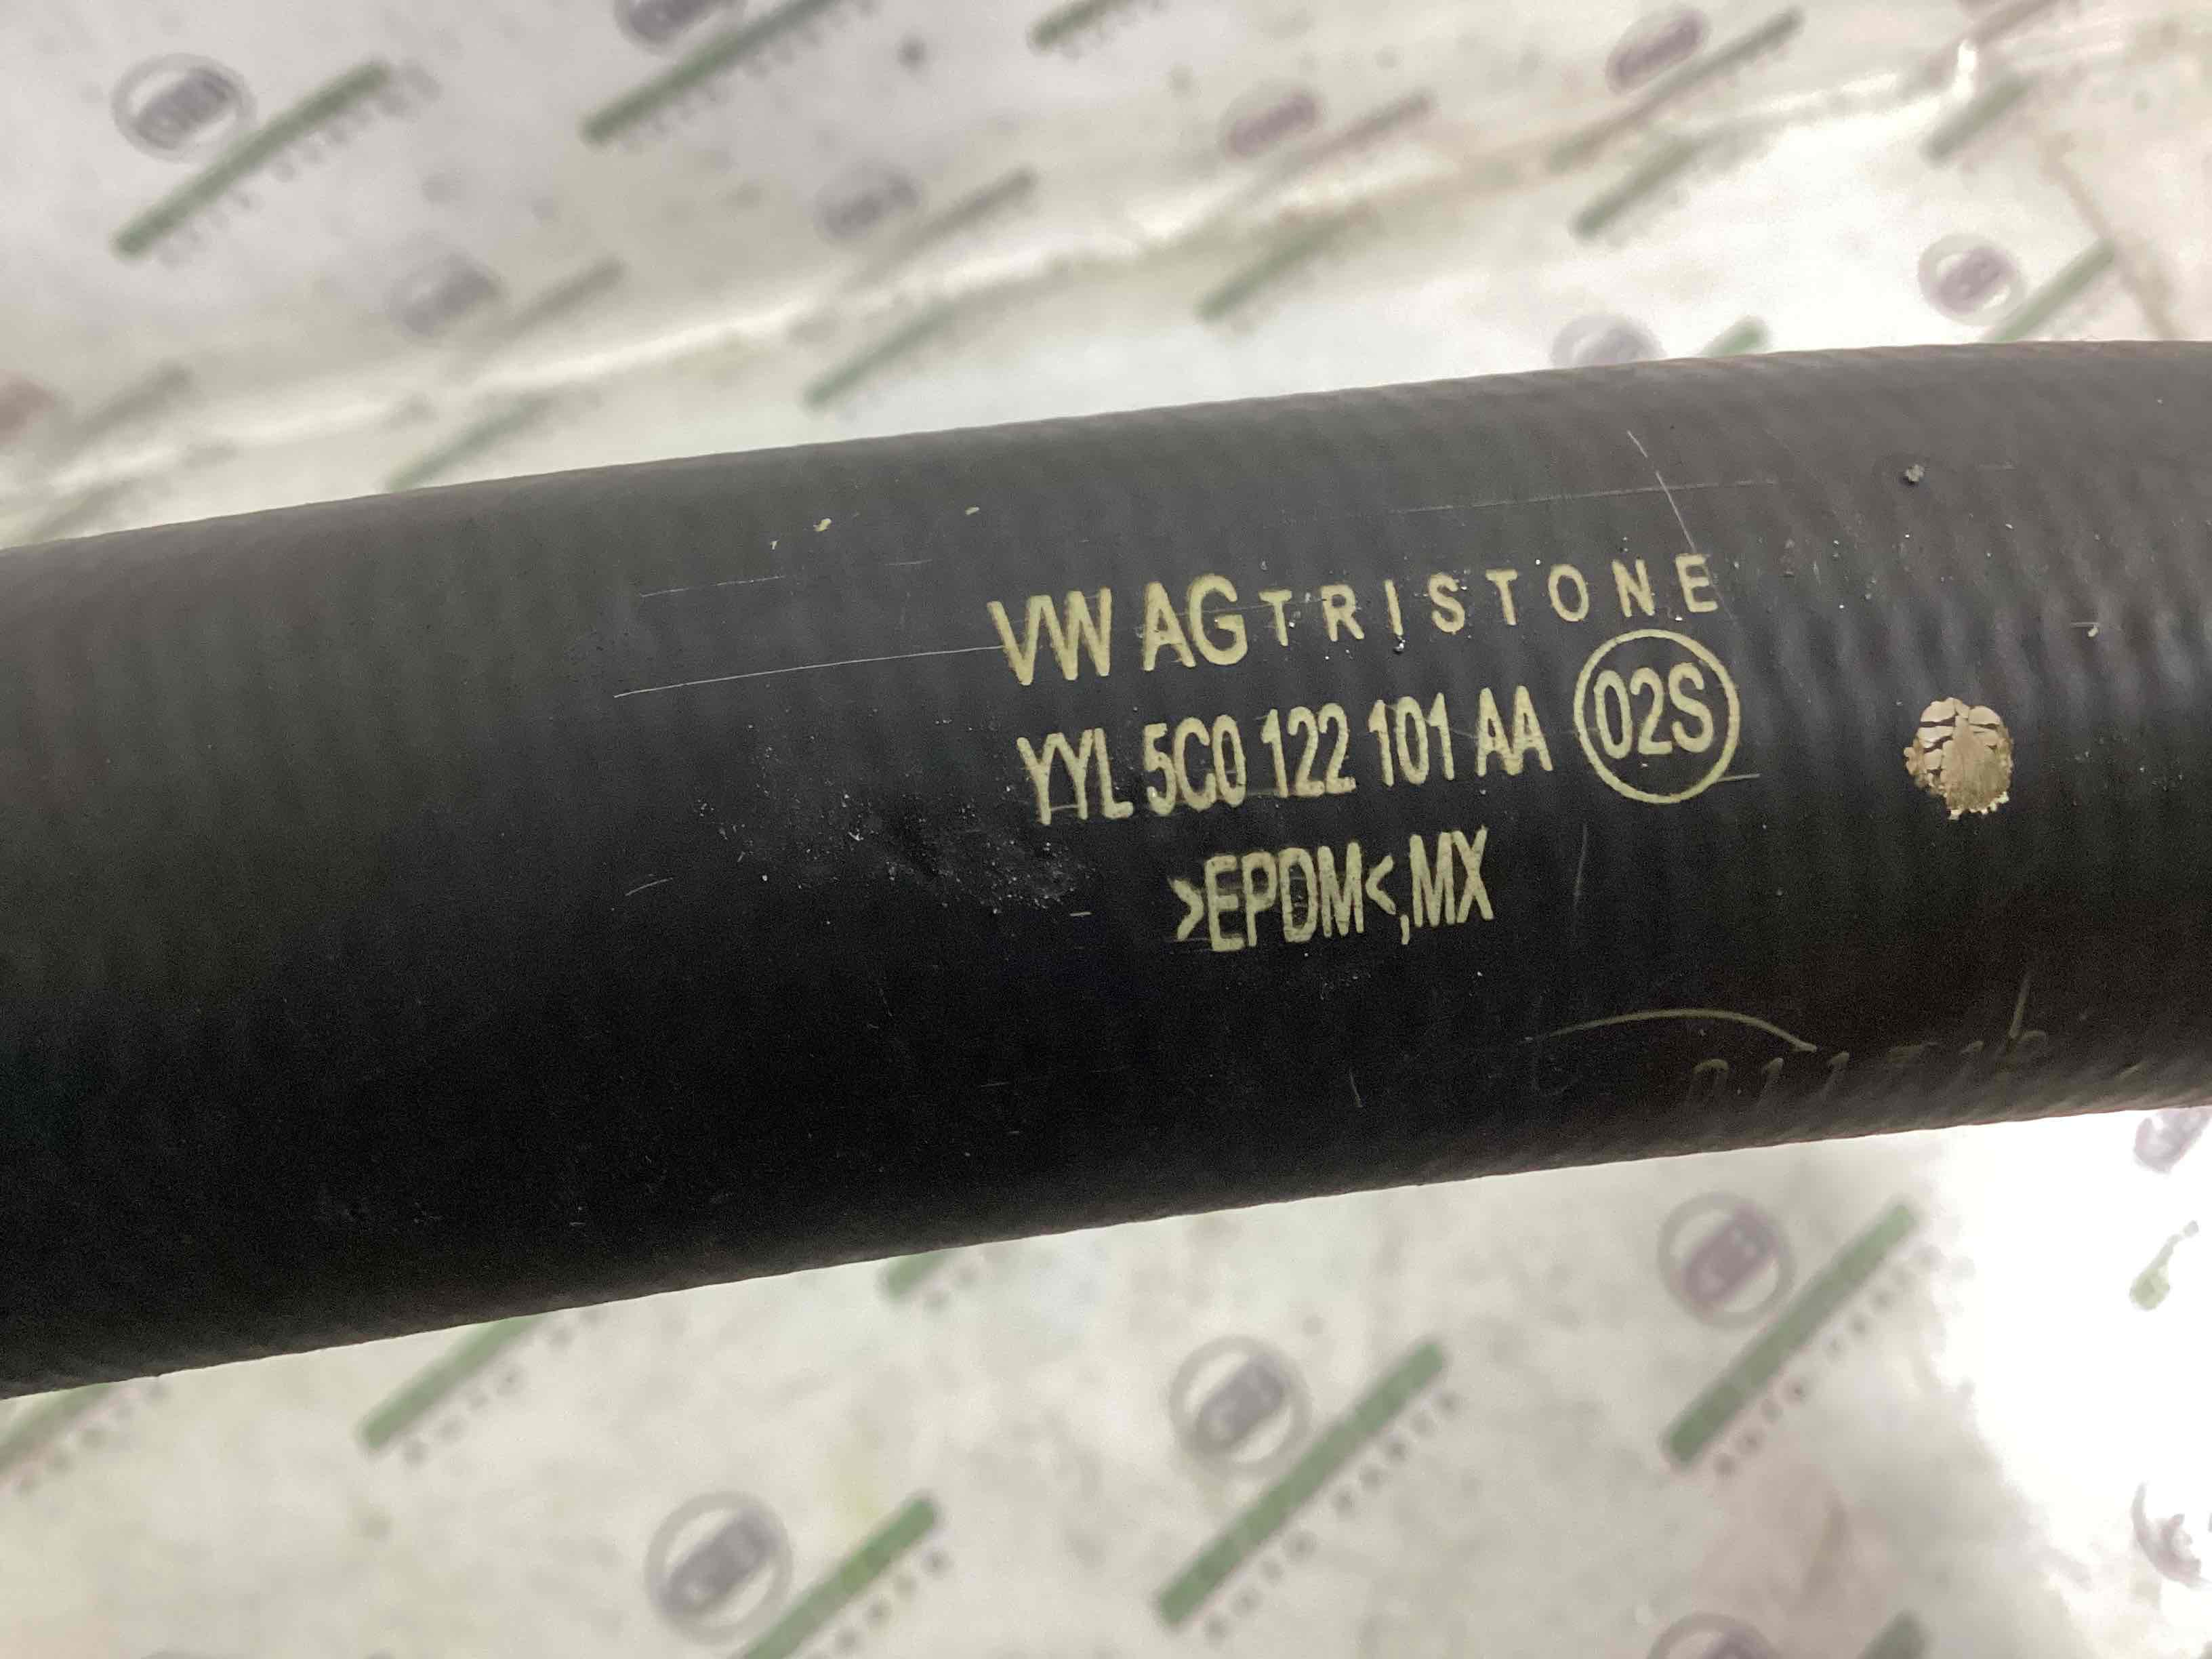 VW AG TRISTONE
YYL 5C0 122 101 AA 02S
>EPDM<,MX